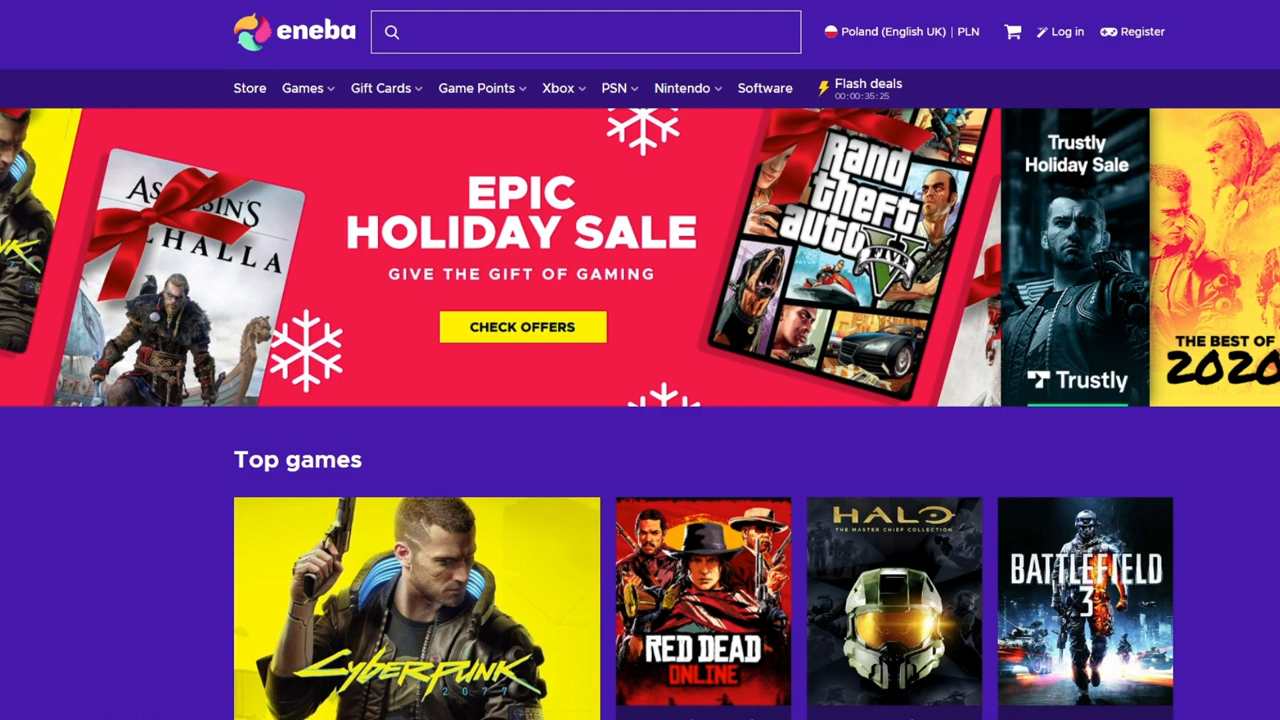 eneba
Poland (English UK) | PLN
Log in
Register
Store
Games
Gift Cards
Game Points
Xbox
PSN
Nintendo
Software
Flash deals
00:00:35:25
ASSASSIN'S
VALHALLA
EPIC
HOLIDAY SALE
GIVE THE GIFT OF GAMING
CHECK OFFERS
grand
theft
auto
V
FIVE
Trustly
Holiday Sale
Trustly
THE BEST OF
2020
Top games
Cyberpunk
2077
RED DEAD
ONLINE
HALO
THE MASTER CHIEF COLLECTION
BATTLEFIELD
3